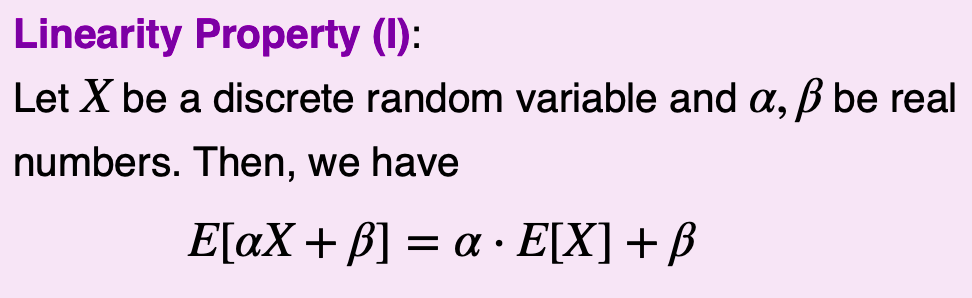 Linearity Property (I):
Let X be a discrete random variable and α, β be real
numbers. Then, we have
E[αX + β] = α · E[X] + β